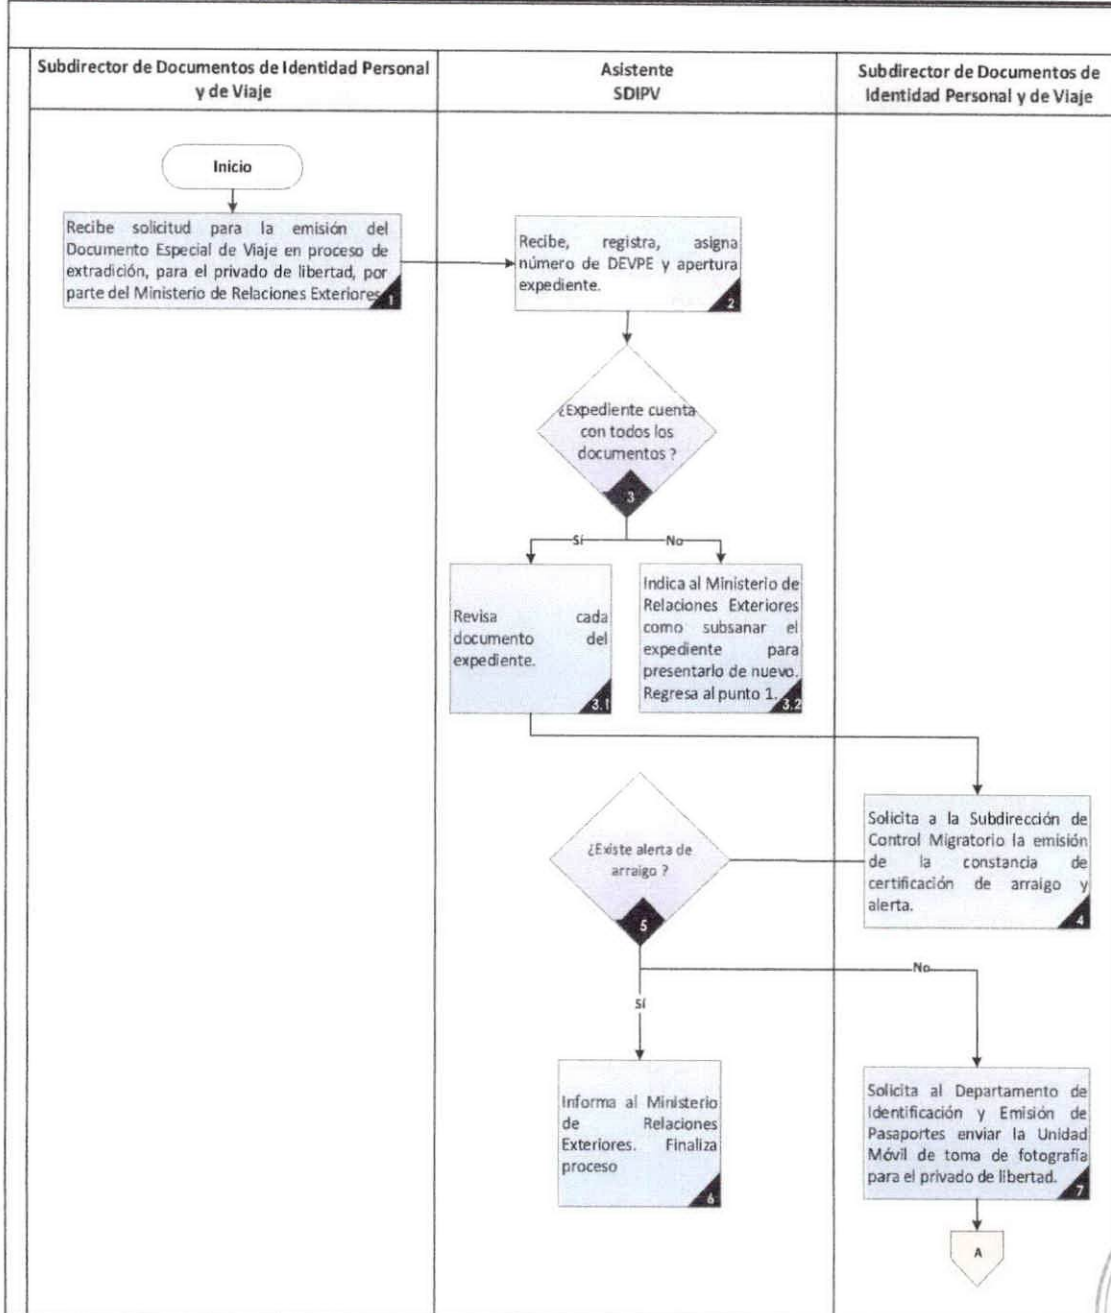 Subdirector de Documentos de Identidad Personal
y de Viaje
Asistente
SDIPV
Subdirector de Documentos de
Identidad Personal y de Viaje
Inicio
Recibe solicitud para la emisión del
Documento Especial de Viaje en proceso de
extradición, para el privado de libertad, por
parte del Ministerio de Relaciones Exteriores
1
Recibe, registra, asigna
número de DEVPE y apertura
expediente.
2
¿Expediente cuenta
con todos los
documentos ?
3
Sí
No
Revisa cada
documento del
expediente.
3.1
Indica al Ministerio de
Relaciones Exteriores
como subsanar el
expediente para
presentarlo de nuevo.
Regresa al punto 1.
3.2
Solicita a la Subdirección de
Control Migratorio la emisión
de la constancia de
certificación de arraigo y
alerta.
4
¿Existe alerta de
arraigo ?
5
No
Sí
Informa al Ministerio
de Relaciones
Exteriores. Finaliza
proceso
6
Solicita al Departamento de
Identificación y Emisión de
Pasaportes enviar la Unidad
Móvil de toma de fotografía
para el privado de libertad.
7
A